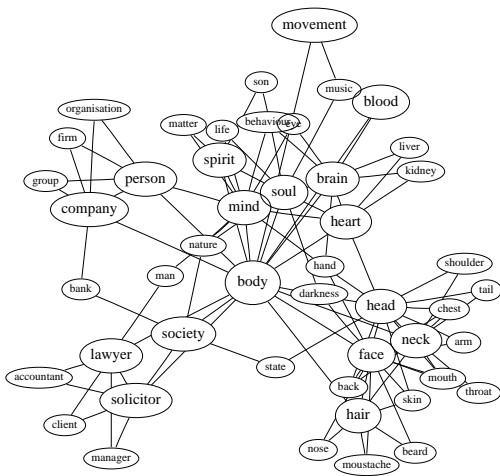 movement
son
music
blood
organisation
matter
life
behaviour
eye
firm
spirit
liver
group
person
soul
brain
kidney
company
mind
heart
nature
shoulder
man
hand
body
tail
bank
darkness
head
chest
society
neck
arm
lawyer
face
state
mouth
accountant
back
throat
solicitor
skin
client
hair
nose
beard
manager
moustache